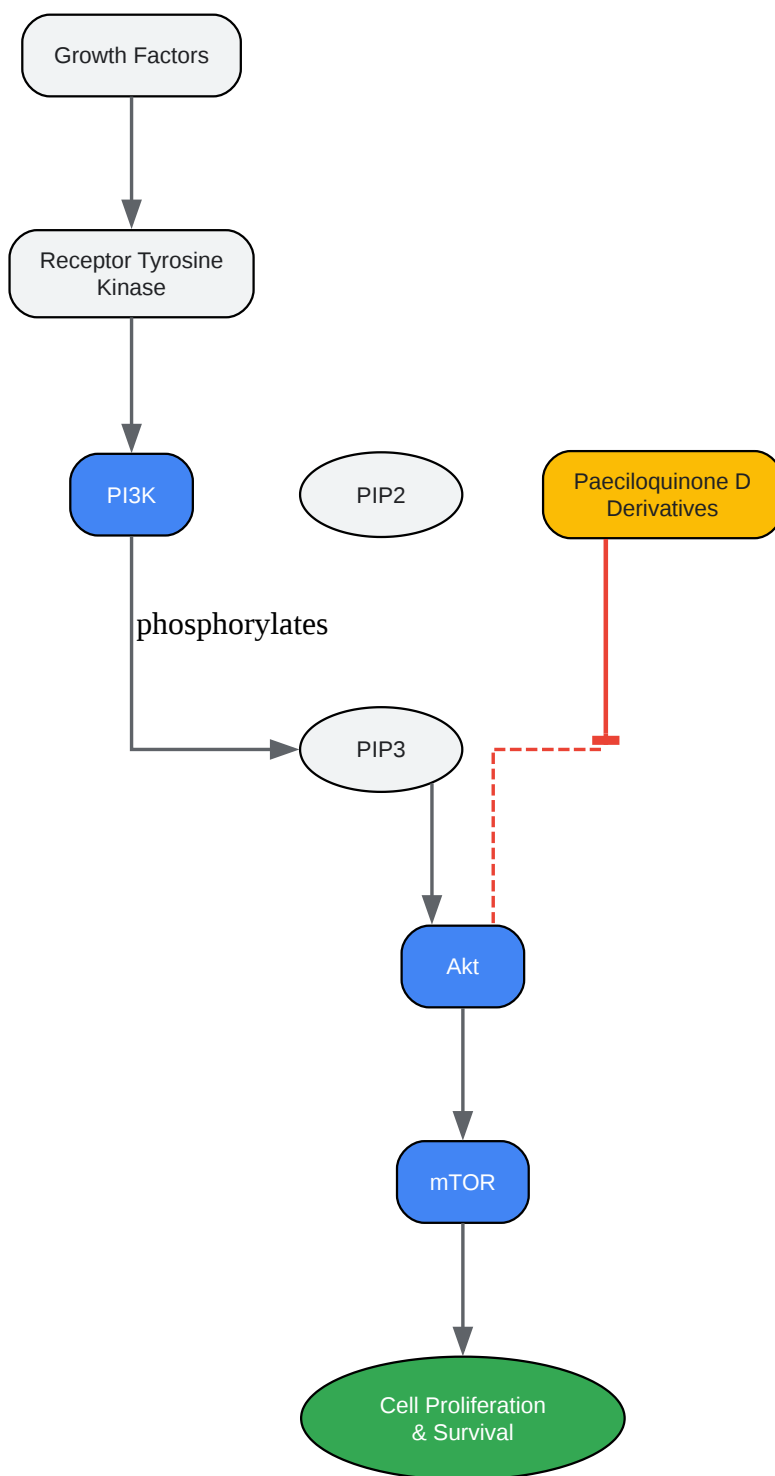 Growth Factors
Receptor Tyrosine
Kinase
PI3K
PIP2
Paeciloquinone D
Derivatives
phosphorylates
PIP3
Akt
mTOR
Cell Proliferation
& Survival